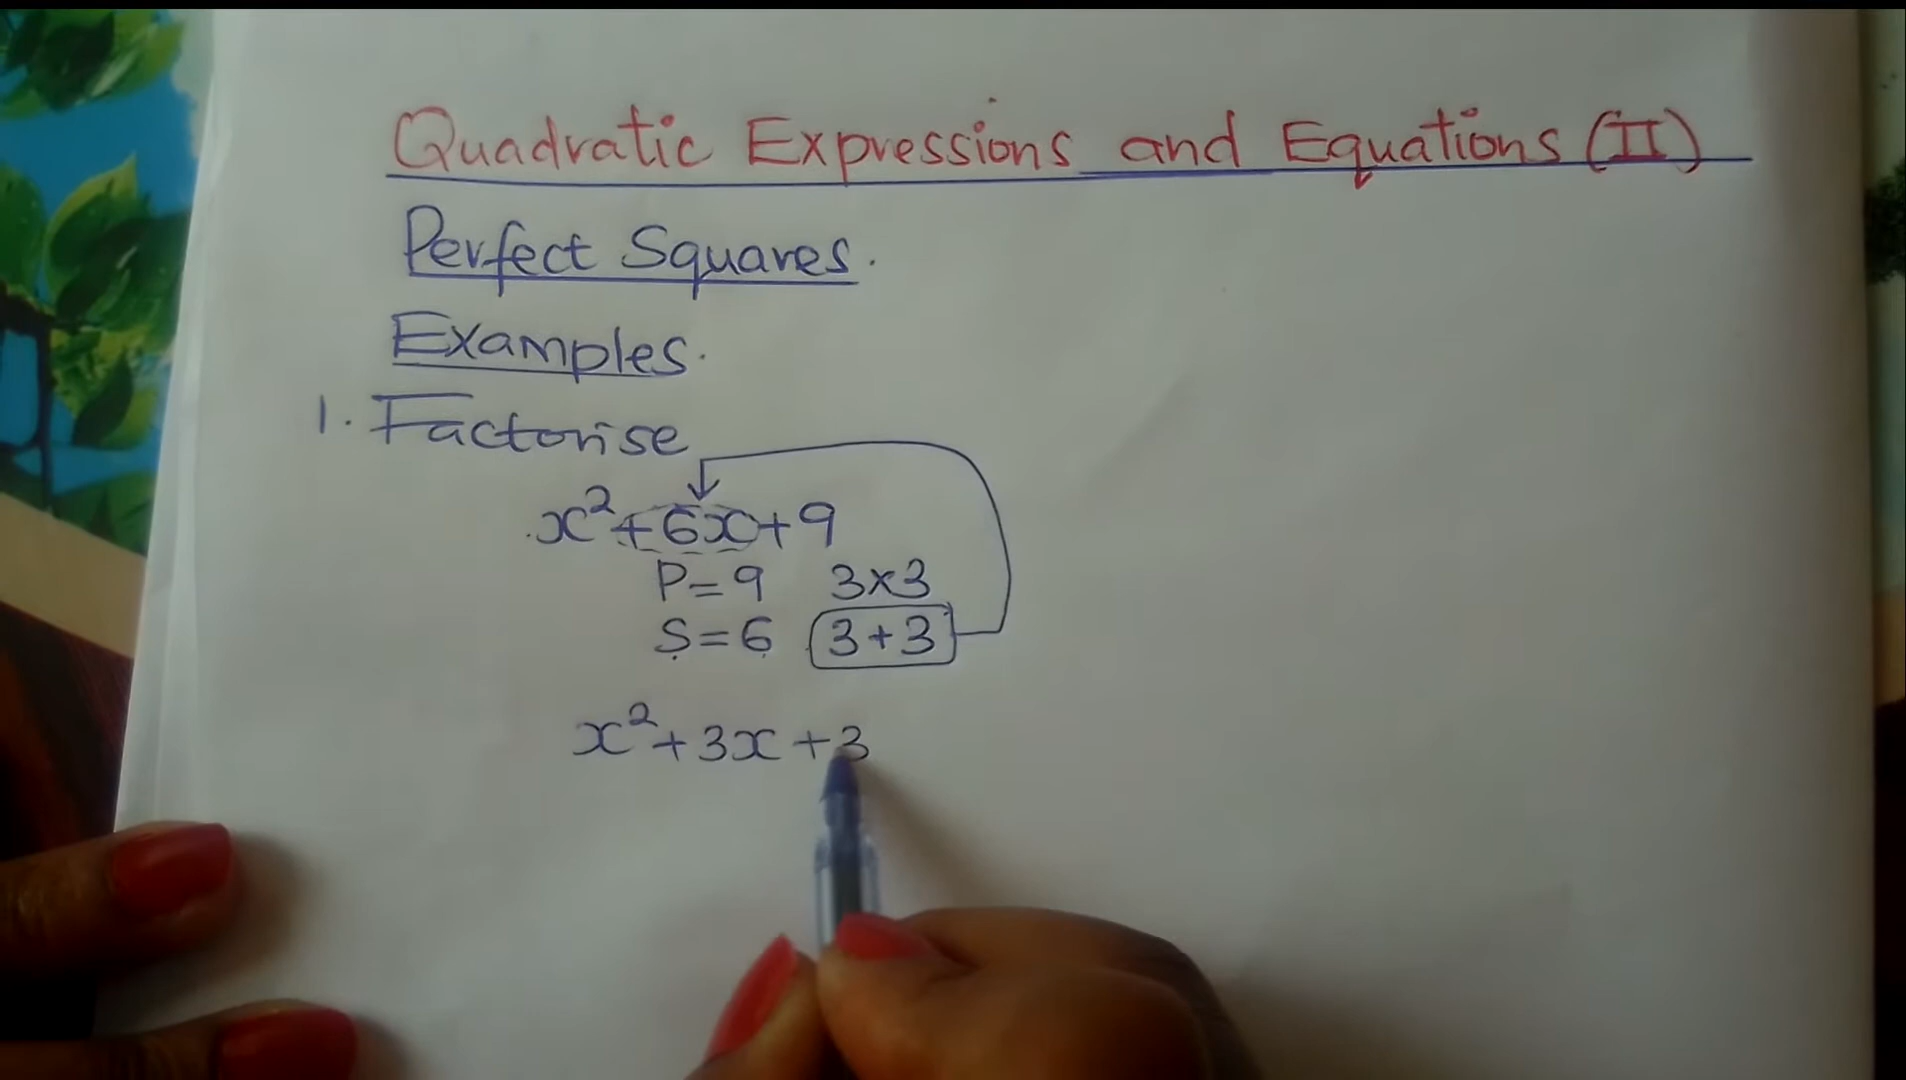 Quadratic Expressions and Equations (II)
Perfect Squares.
Examples.
1. Factorise
x²+6x+9
P=9 3x3
S=6 3+3
x²+3x+3